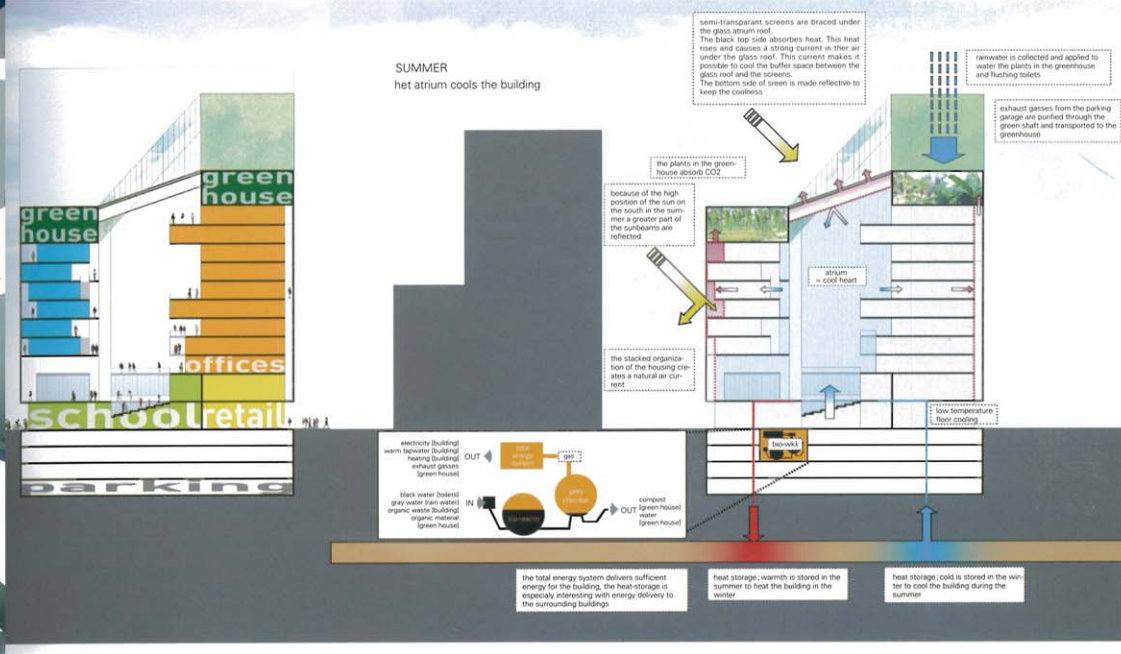 SUMMER
het atrium cools the building
green
house
green
house
offices
school
retail
parking
semi-transparant screens are braced under
the glass atrium roof.
The black top side absorbes heat. This heat
rises and causes a strong current in ther air
under the glass roof. This current makes it
possible to cool the buffer space between the
glass roof and the screens.
The bottom side of sreen is made reflective to
keep the coolness
rainwater is collected and applied to
water the plants in the greenhouse
and flushing toilets
exhaust gasses from the parking
garage are purified through the
green shaft and transported to the
greenhouse
the plants in the green-
house absorb CO2
because of the high
position of the sun on
the south in the sum-
mer a greater part of
the sunbeams are
reflected
atrium
= cool heart
the stacked organiza-
tion of the housing cre-
ates a natural air cur-
rent
low temperature
floor cooling
bio-wkk
electricity [building]
warm tapwater [building]
heating [building]
exhaust gasses
[green house]
OUT
total
energy
system
gas
black water [toilets]
gray water [rain water]
organic waste [building]
organic material
[green house]
IN
bio-reactor
gass
chamber
OUT
compost
[green house]
water
[green house]
the total energy system delivers sufficient
energy for the building, the heat-storage is
especialy interesting with energy delivery to
the surrounding buildings
heat storage; warmth is stored in the
summer to heat the building in the
winter
heat storage; cold is stored in the win-
ter to cool the building during the
summer